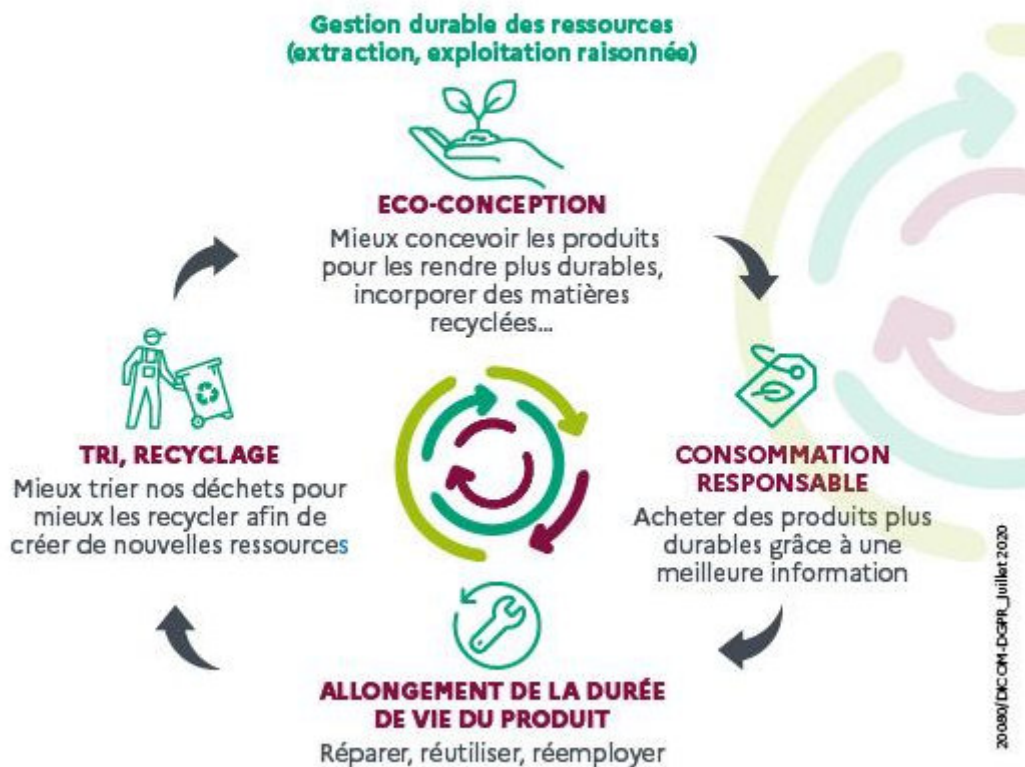 Gestion durable des ressources
(extraction, exploitation raisonnée)
ECO-CONCEPTION
Mieux concevoir les produits
pour les rendre plus durables,
incorporer des matières
recyclées...
CONSOMMATION
RESPONSABLE
Acheter des produits plus
durables grâce à une
meilleure information
ALLONGEMENT DE LA DURÉE
DE VIE DU PRODUIT
Réparer, réutiliser, réemployer
TRI, RECYCLAGE
Mieux trier nos déchets pour
mieux les recycler afin de
créer de nouvelles ressources
20080/DICOM-DGPR_Juillet 2020